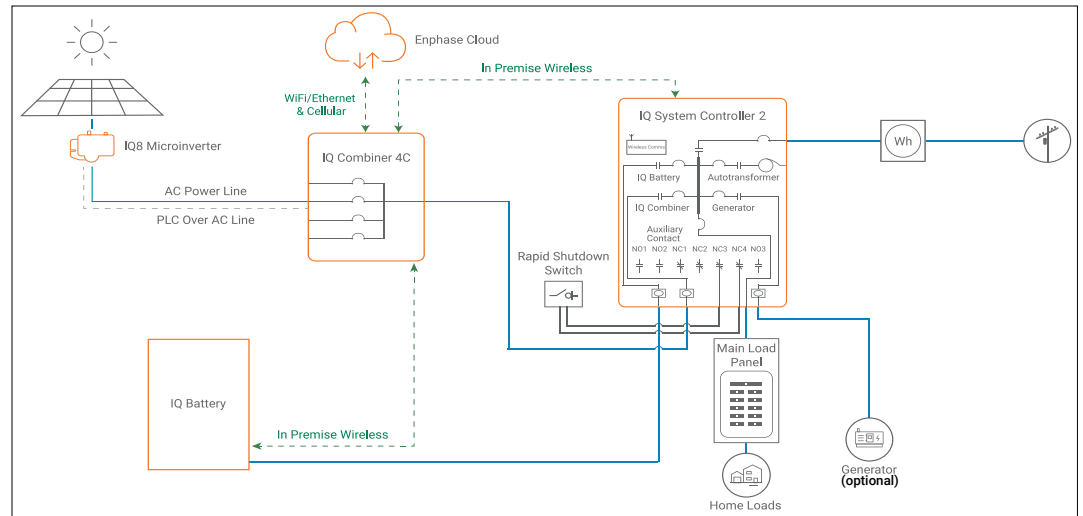 Enphase Cloud
In Premise Wireless
WiFi/Ethernet
& Cellular
IQ8 Microinverter
IQ Combiner 4C
AC Power Line
PLC Over AC Line
IQ System Controller 2
Wireless Comms
IQ Battery
Autotransformer
IQ Combiner
Generator
Auxiliary
Contact
NO1 NO2 NC1 NC2 NC3 NC4 NO3
Wh
Rapid Shutdown
Switch
Main Load
Panel
IQ Battery
In Premise Wireless
Generator
(optional)
Home Loads